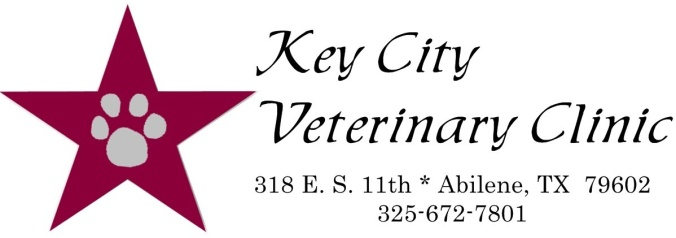 Key City
Veterinary Clinic
318 E. S. 11th * Abilene, TX  79602
325-672-7801